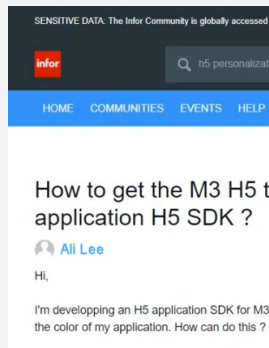 SENSITIVE DATA: The Infor Community is globally accessed
infor
h5 personalizat
HOME COMMUNITIES EVENTS HELP
How to get the M3 H5 t
application H5 SDK ?
Ali Lee
Hi,
I'm developping an H5 application SDK for M3
the color of my application. How can do this ?